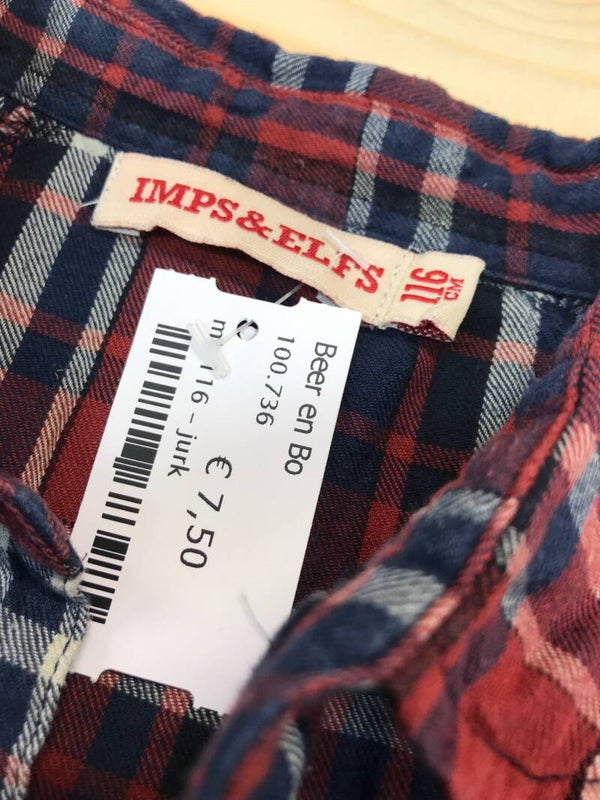 IMPS&ELFS
116
CM
Beer en Bo
100.736
116 - jurk
€ 7,50